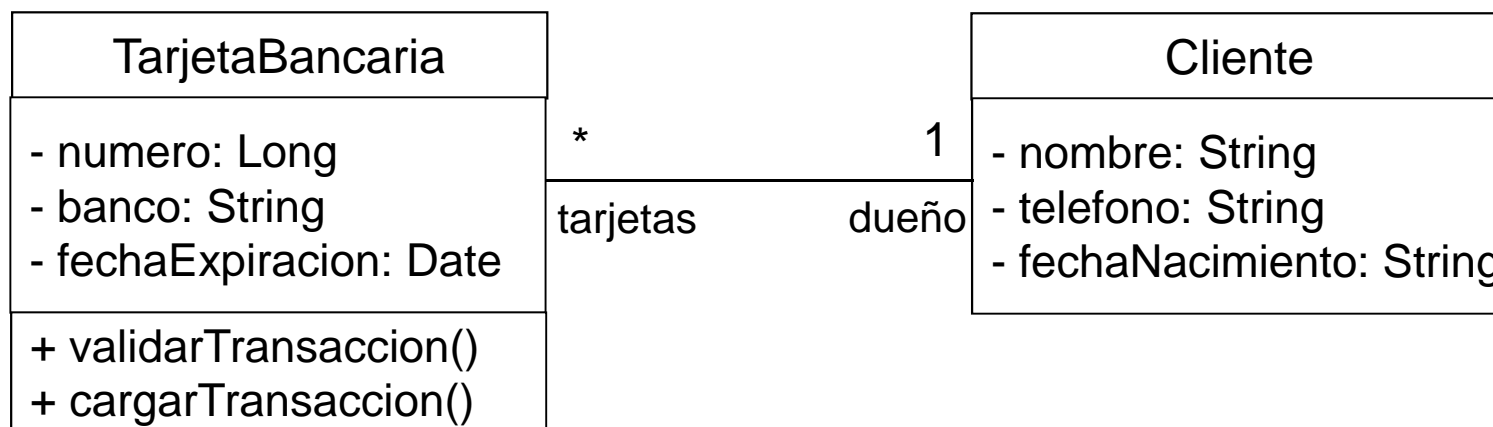 TarjetaBancaria
- numero: Long
- banco: String
- fechaExpiracion: Date
+ validarTransaccion()
+ cargarTransaccion()
*
tarjetas
1
dueño
Cliente
- nombre: String
- telefono: String
- fechaNacimiento: String